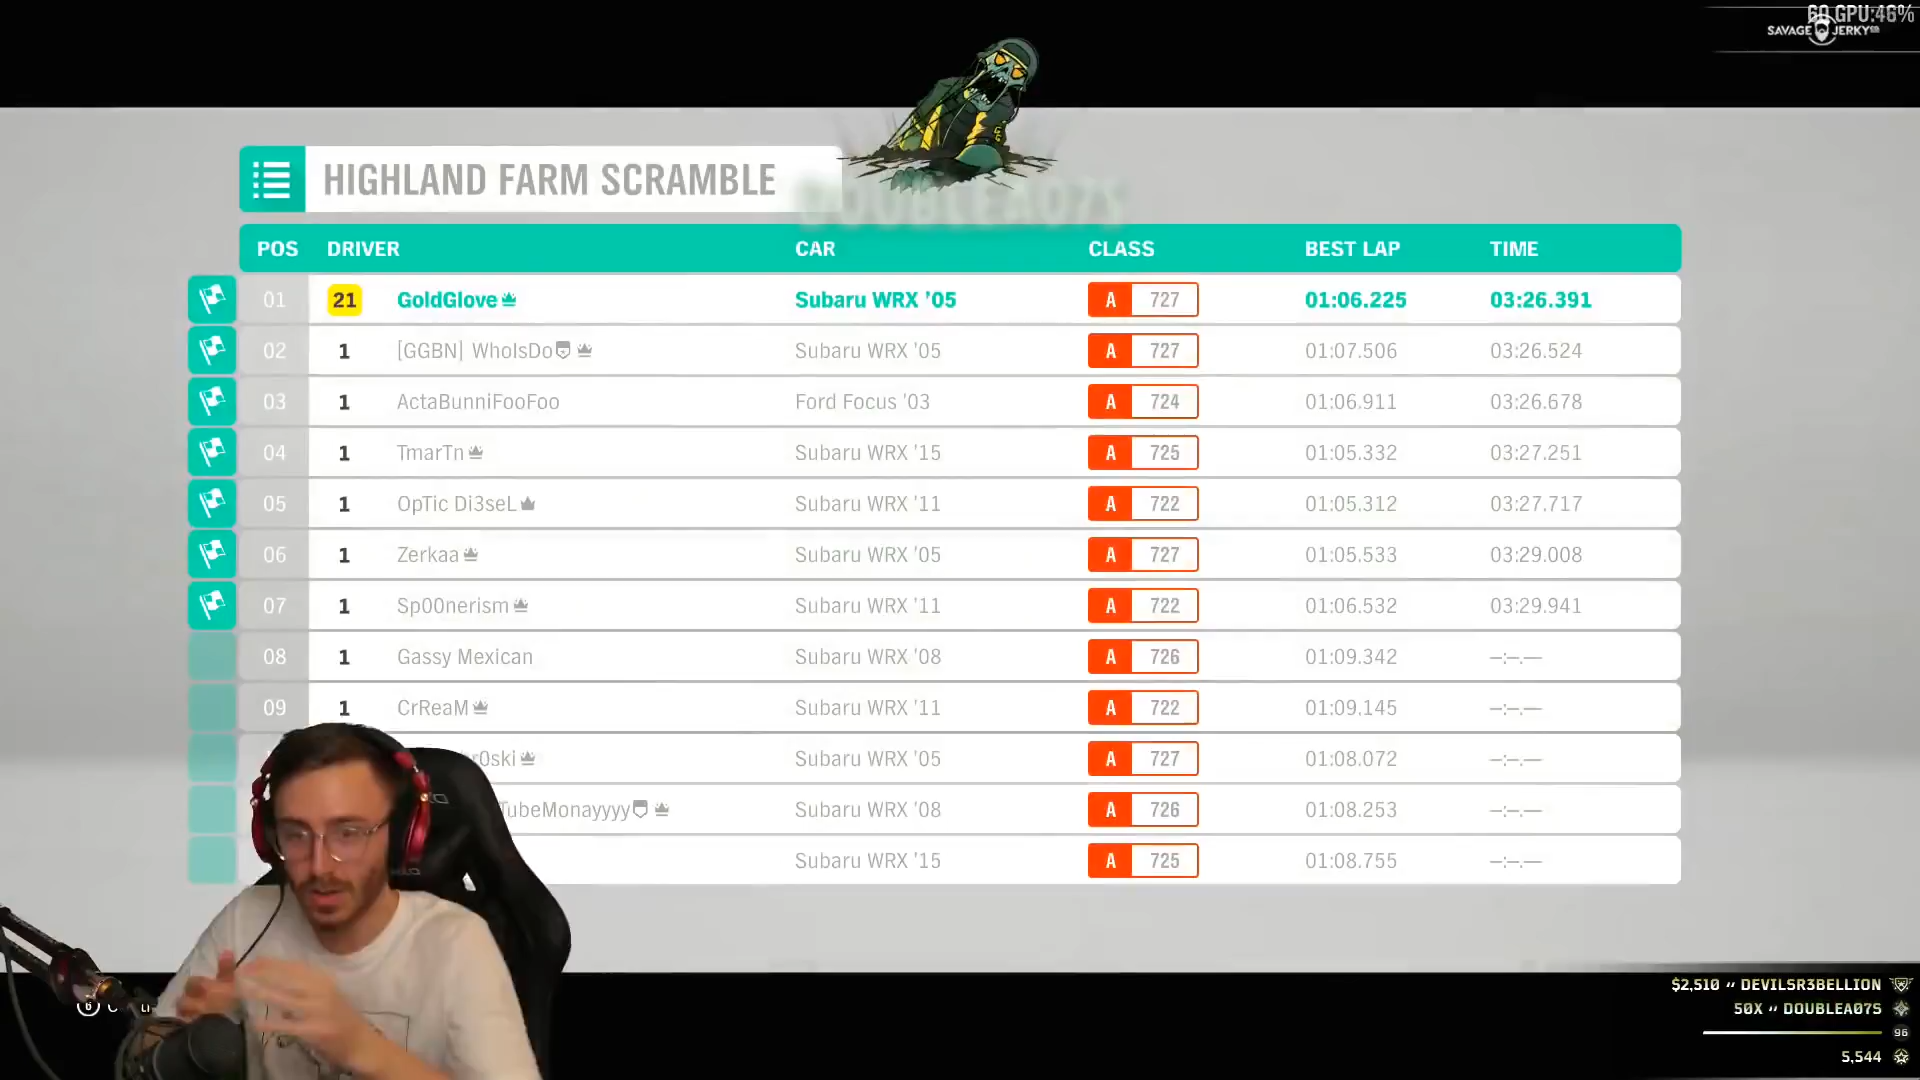 60 GPU:46%
SAVAGE JERKY CO
HIGHLAND FARM SCRAMBLE
DOUBLEA07S
POS DRIVER CAR CLASS BEST LAP TIME
01 21 GoldGlove Subaru WRX '05 A 727 01:06.225 03:26.391
02 1 [GGBN] WhoIsDo Subaru WRX '05 A 727 01:07.506 03:26.524
03 1 ActaBunniFooFoo Ford Focus '03 A 724 01:06.911 03:26.678
04 1 TmarTn Subaru WRX '15 A 725 01:05.332 03:27.251
05 1 OpTic Di3seL Subaru WRX '11 A 722 01:05.312 03:27.717
06 1 Zerkaa Subaru WRX '05 A 727 01:05.533 03:29.008
07 1 Sp00nerism Subaru WRX '11 A 722 01:06.532 03:29.941
08 1 Gassy Mexican Subaru WRX '08 A 726 01:09.342 --:--.---
09 1 CrReaM Subaru WRX '11 A 722 01:09.145 --:--.---
r0ski Subaru WRX '05 A 727 01:08.072 --:--.---
TubeMonayyyy Subaru WRX '08 A 726 01:08.253 --:--.---
Subaru WRX '15 A 725 01:08.755 --:--.---
$2,510 // DEVILSR3BELLION
50X // DOUBLEA07S
96
5,544